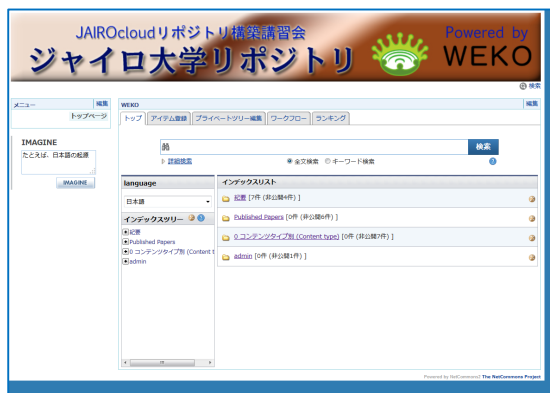 JAIROcloudリポジトリ構築講習会
ジャイロ大学リポジトリ
Powered by
WEKO
検索
メニュー
編集
トップページ
IMAGINE
たとえば、日本語の起源
IMAGINE
WEKO
編集
トップ
アイテム登録
プライベートツリー編集
ワークフロー
ランキング
検索
詳細検索
全文検索
キーワード検索
language
日本語
インデックスツリー
紀要
Published Papers
0 コンテンツタイプ別 (Content t
admin
インデックスリスト
紀要 [7件 (非公開4件) ]
Published Papers [0件 (非公開6件) ]
0 コンテンツタイプ別 (Content type) [0件 (非公開7件) ]
admin [0件 (非公開1件) ]
Powered by NetCommons2 The NetCommons Project